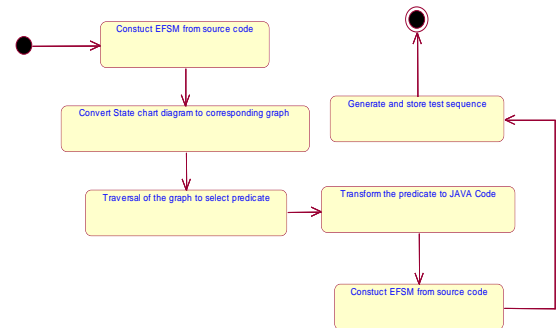 Constuct EFSM from source code
Convert State chart diagram to corresponding graph
Traversal of the graph to select predicate
Transform the predicate to JAVA Code
Constuct EFSM from source code
Generate and store test sequence